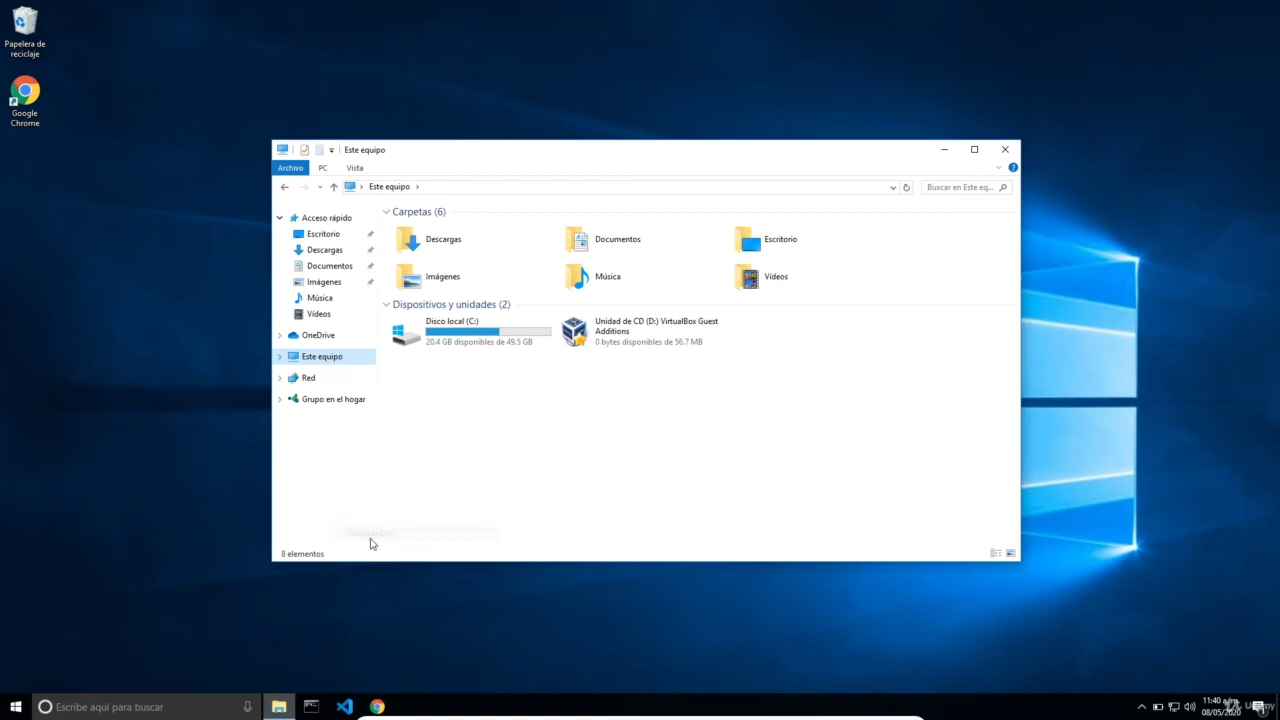 Papelera de
reciclaje
Google
Chrome
Este equipo
Archivo
PC
Vista
Este equipo
Buscar en Este eq...
Acceso rápido
Escritorio
Descargas
Documentos
Imágenes
Música
Vídeos
OneDrive
Este equipo
Red
Grupo en el hogar
Carpetas (6)
Descargas
Documentos
Escritorio
Imágenes
Música
Vídeos
Dispositivos y unidades (2)
Disco local (C:)
20.4 GB disponibles de 49.5 GB
Unidad de CD (D:) VirtualBox Guest
Additions
0 bytes disponibles de 56.7 MB
8 elementos
Escribe aquí para buscar
11:40 a.
08/05/2020
Udemy